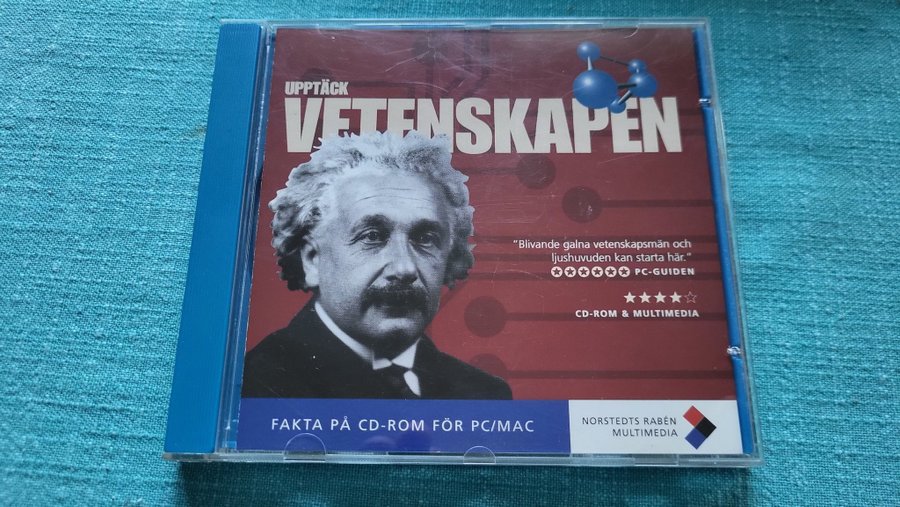 UPPTÄCK
VETENSKAPEN
"Blivande galna vetenskapsmän och
ljushuvuden kan starta här."
PC-GUIDEN
CD-ROM & MULTIMEDIA
FAKTA PÅ CD-ROM FÖR PC/MAC
NORSTEDTS RABÉN
MULTIMEDIA